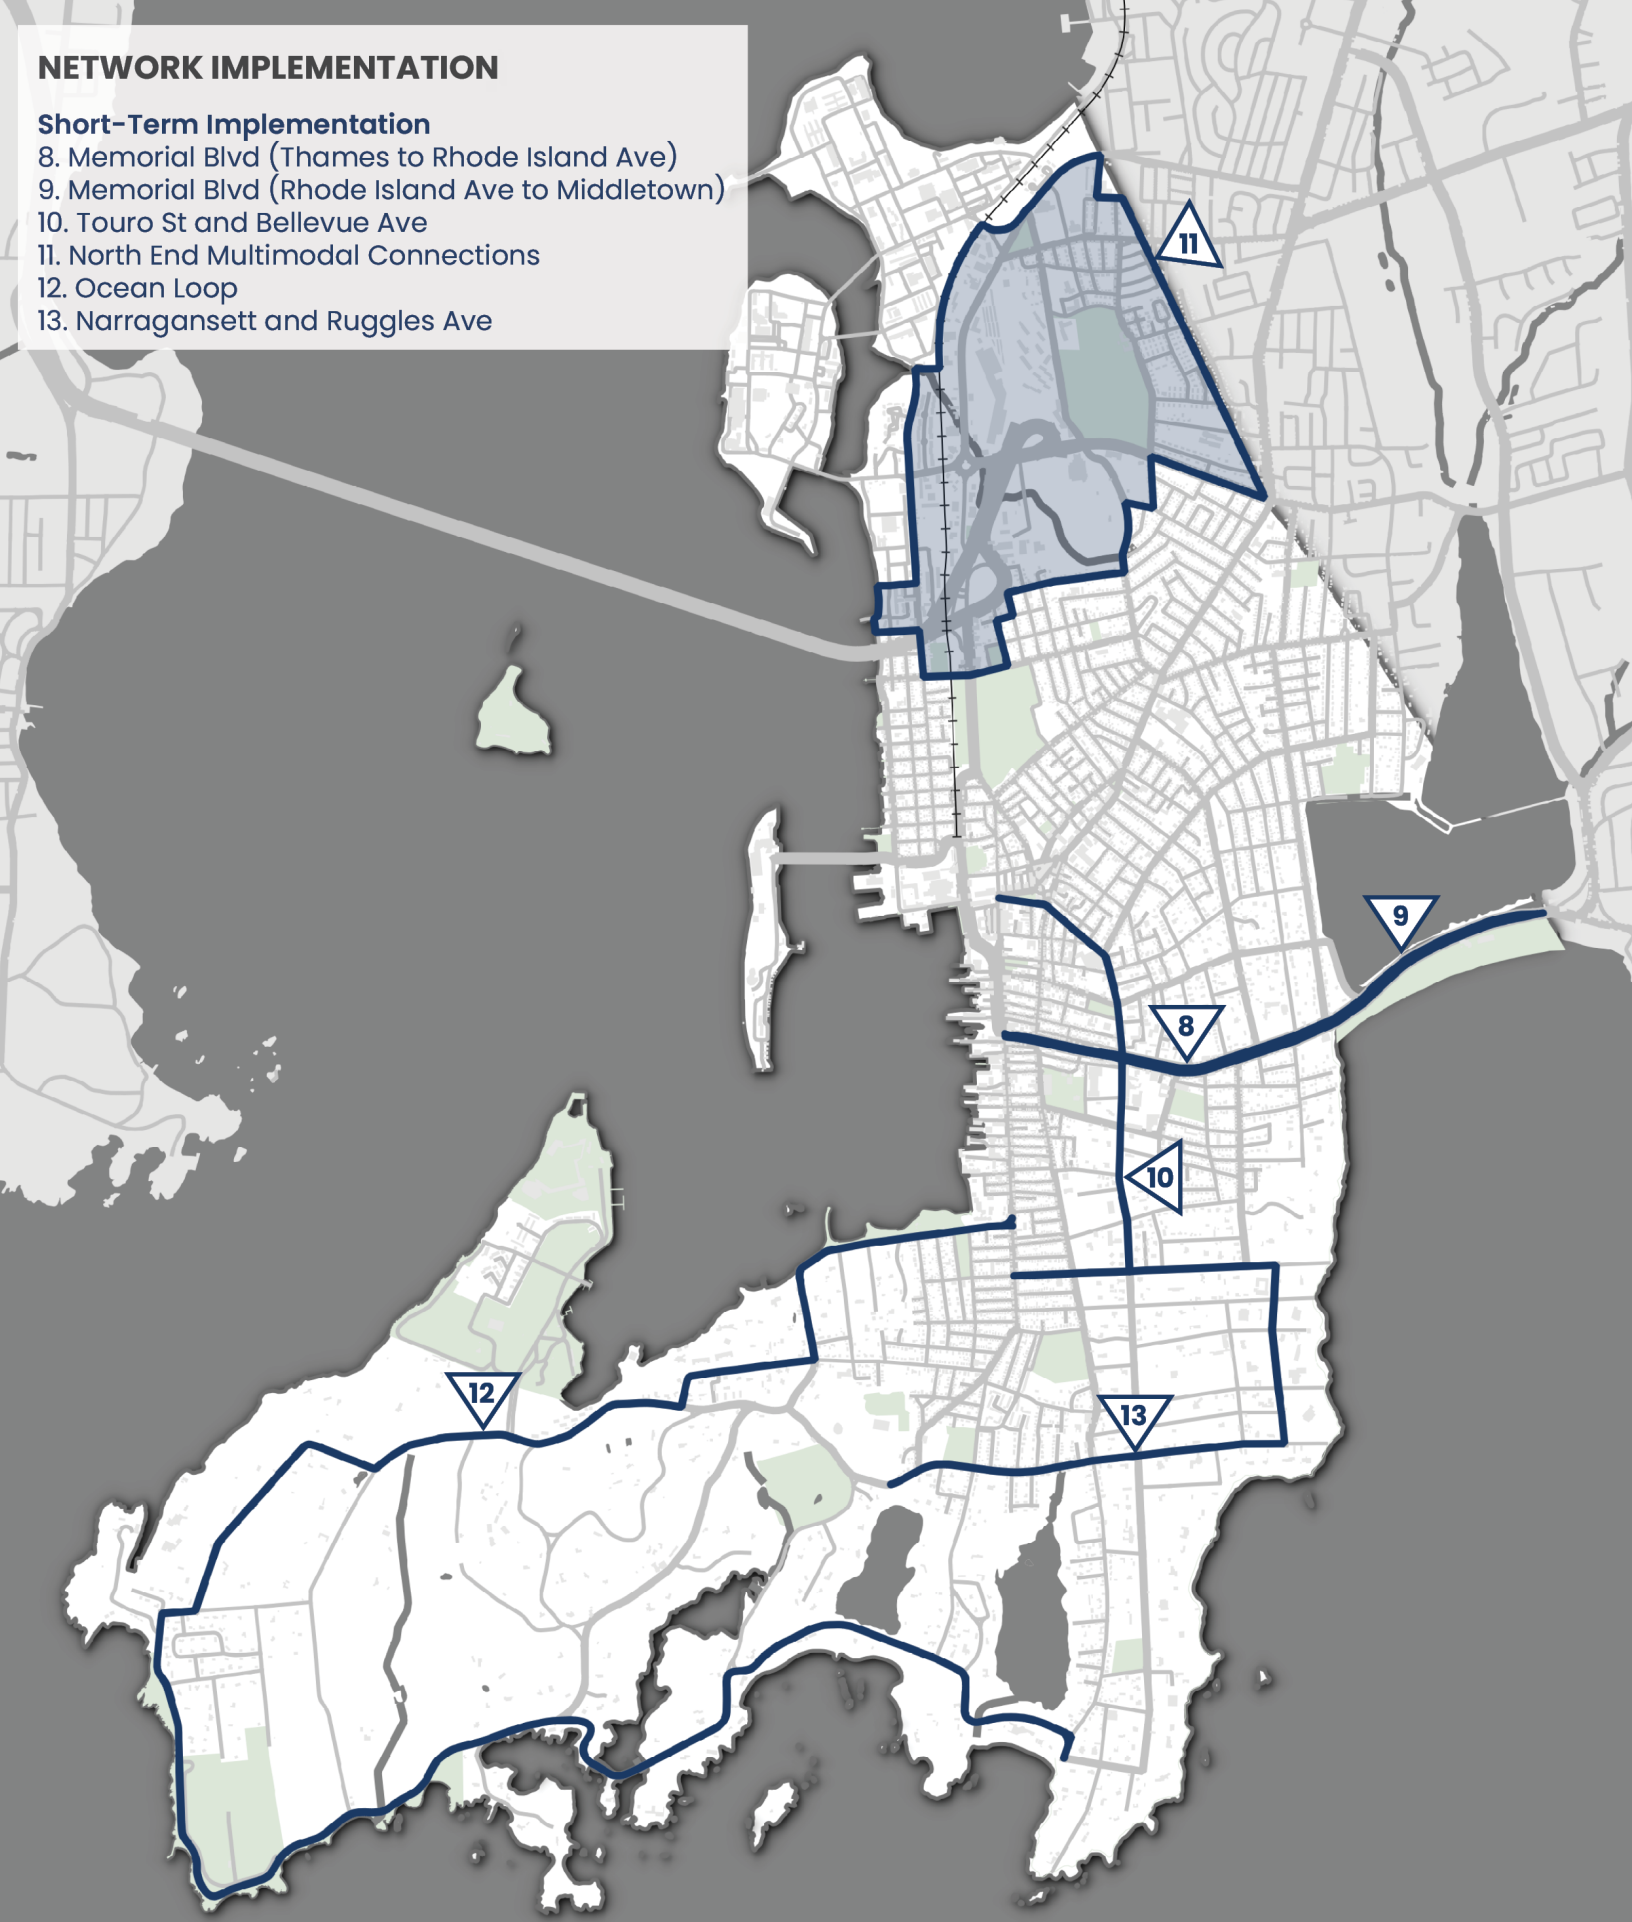 NETWORK IMPLEMENTATION
Short-Term Implementation
8. Memorial Blvd (Thames to Rhode Island Ave)
9. Memorial Blvd (Rhode Island Ave to Middletown)
10. Touro St and Bellevue Ave
11. North End Multimodal Connections
12. Ocean Loop
13. Narragansett and Ruggles Ave
11
9
8
10
12
13